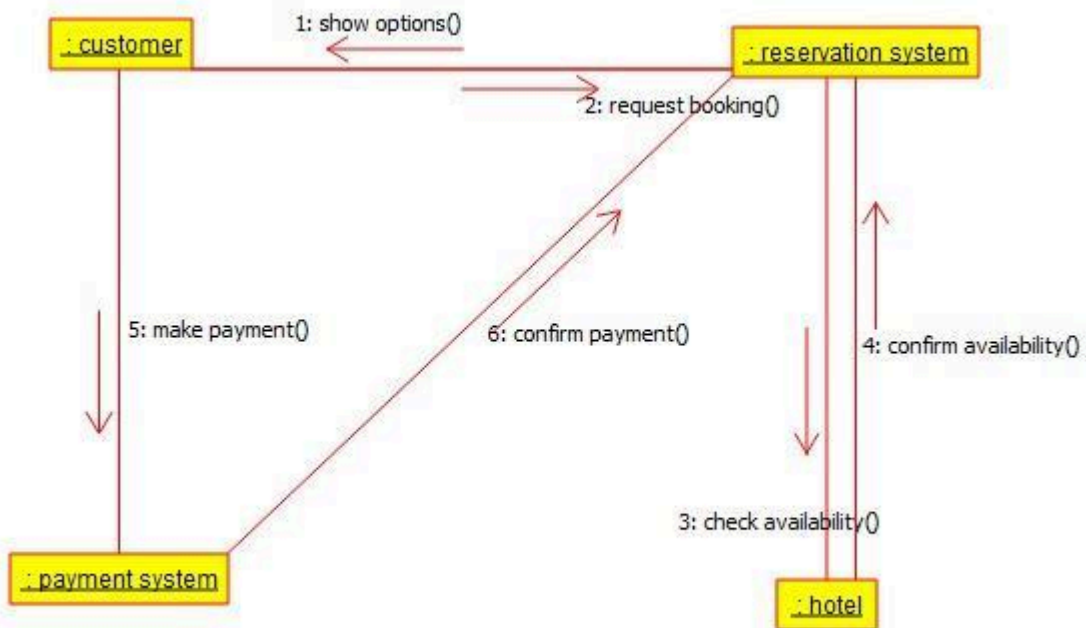 1: show options()
: customer
: reservation system
2: request booking()
5: make payment()
6: confirm payment()
4: confirm availability()
3: check availability()
: payment system
: hotel